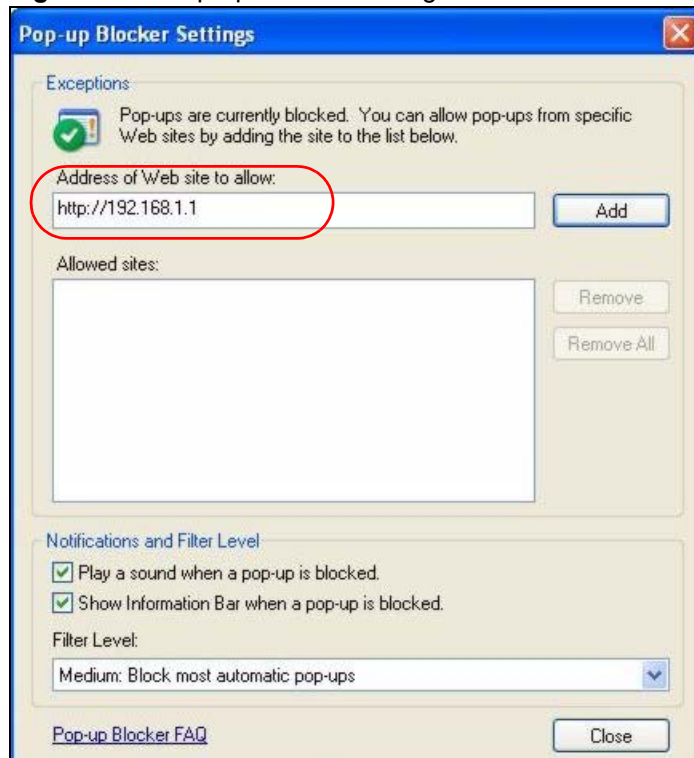 Pop-up Blocker Settings
Exceptions
Pop-ups are currently blocked. You can allow pop-ups from specific
Web sites by adding the site to the list below.
Address of Web site to allow:
http://192.168.1.1
Add
Allowed sites:
Remove
Remove All
Notifications and Filter Level
Play a sound when a pop-up is blocked.
Show Information Bar when a pop-up is blocked.
Filter Level:
Medium: Block most automatic pop-ups
Pop-up Blocker FAQ
Close